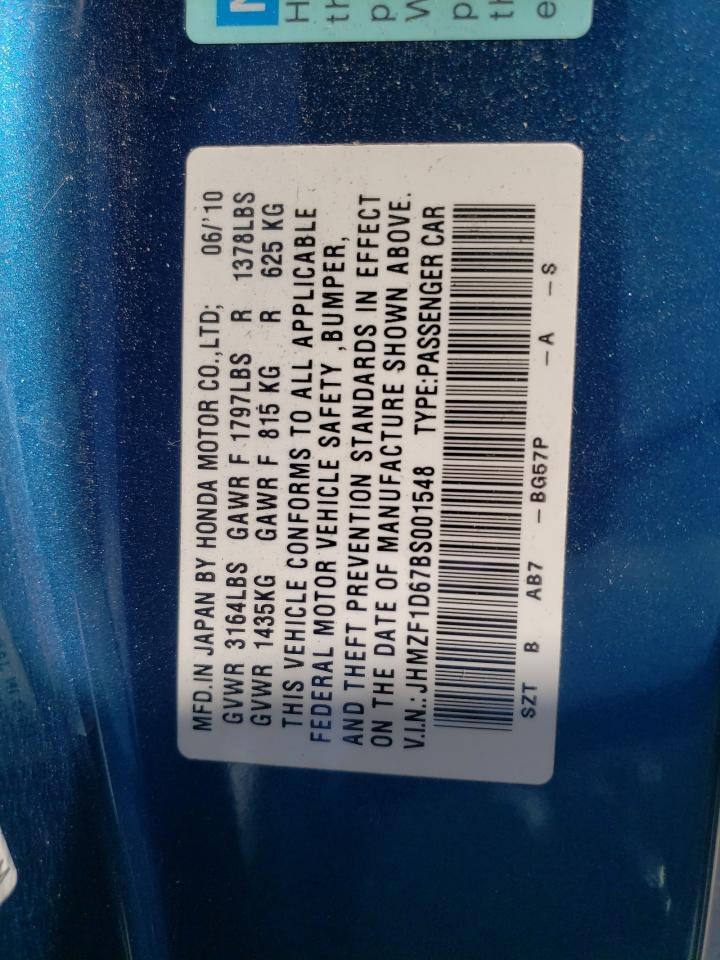 MFD.IN JAPAN BY HONDA MOTOR CO.,LTD; 06/'10
GVWR 3164LBS GAWR F 1797LBS R 1378LBS
GVWR 1435KG GAWR F 815 KG R 625 KG
THIS VEHICLE CONFORMS TO ALL APPLICABLE
FEDERAL MOTOR VEHICLE SAFETY ,BUMPER,
AND THEFT PREVENTION STANDARDS IN EFFECT
ON THE DATE OF MANUFACTURE SHOWN ABOVE.
V.I.N.: JHMZF1D67BS001548 TYPE:PASSENGER CAR
SZT B AB7 -BG57P -A -S